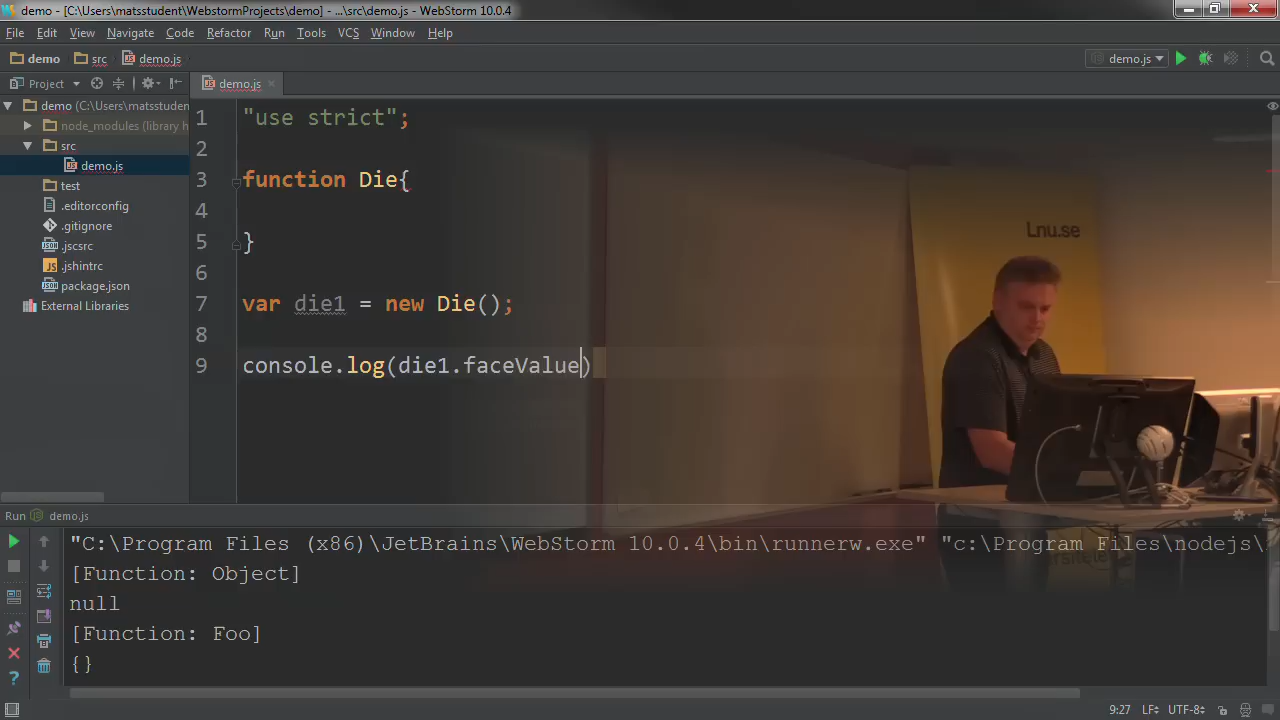 demo - [C:\Users\matsstudent\WebstormProjects\demo] - ...\src\demo.js - WebStorm 10.0.4
File Edit View Navigate Code Refactor Run Tools VCS Window Help
demo src demo.js demo.js
Project demo.js
demo (C:\Users\matsstudent
node_modules (library h
src
demo.js
test
.editorconfig
.gitignore
.jscsrc
.jshintrc
package.json
External Libraries
1 "use strict";
2
3 function Die{
4
5 }
6
7 var die1 = new Die();
8
9 console.log(die1.faceValue)
Lnu.se
Run demo.js
"C:\Program Files (x86)\JetBrains\WebStorm 10.0.4\bin\runnerw.exe" "c:\Program Files\nodejs\
[Function: Object]
null
[Function: Foo]
{}
9:27 LF UTF-8